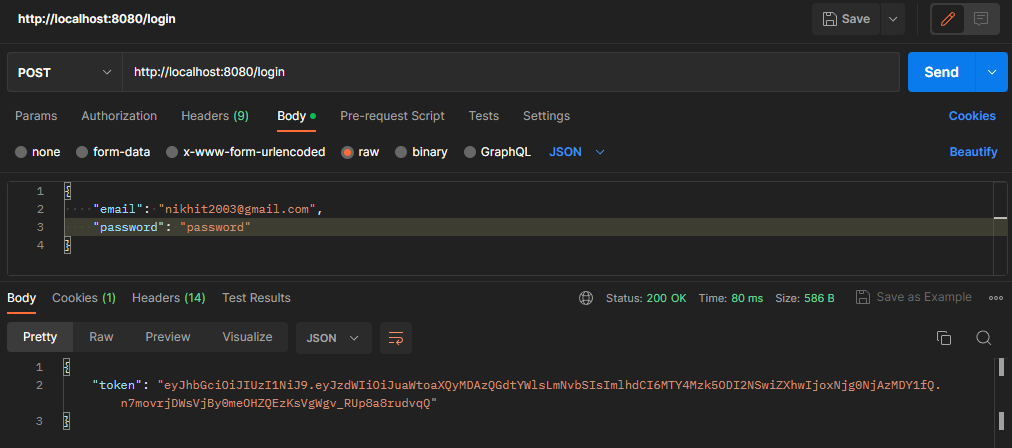 http://localhost:8080/login Save
POST http://localhost:8080/login Send
Params Authorization Headers (9) Body Pre-request Script Tests Settings Cookies
none form-data x-www-form-urlencoded raw binary GraphQL JSON Beautify
1 {
2 "email": "nikhit2003@gmail.com",
3 "password": "password"
4 }
Body Cookies (1) Headers (14) Test Results Status: 200 OK Time: 80 ms Size: 586 B Save as Example
Pretty Raw Preview Visualize JSON
1 {
2 "token": "eyJhbGciOiJIUzI1NiJ9.eyJzdWIiOiJuaWtoaXQyMDAzQGdtYWlsLmNvbSIsImlhdCI6MTY4Mzk5ODI2NSwiZXhwIjoxNjg0NjAzMDY1fQ.
n7movrjDWsVjBy0meOHZQEzKsVgWgv_RUp8a8rudvqQ"
3 }